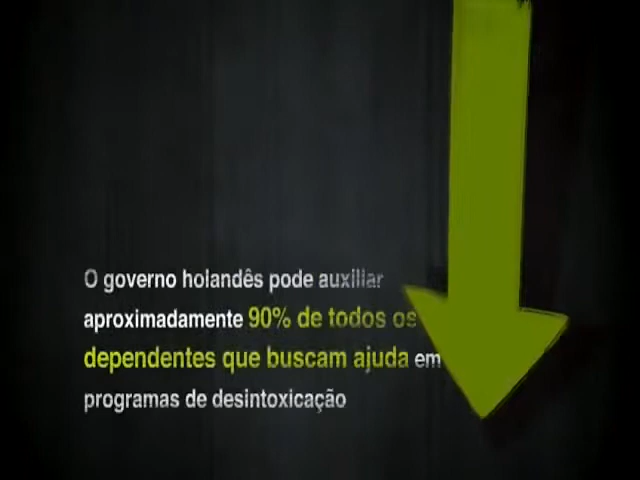 O governo holandês pode auxiliar
aproximadamente 90% de todos os
dependentes que buscam ajuda em
programas de desintoxicação